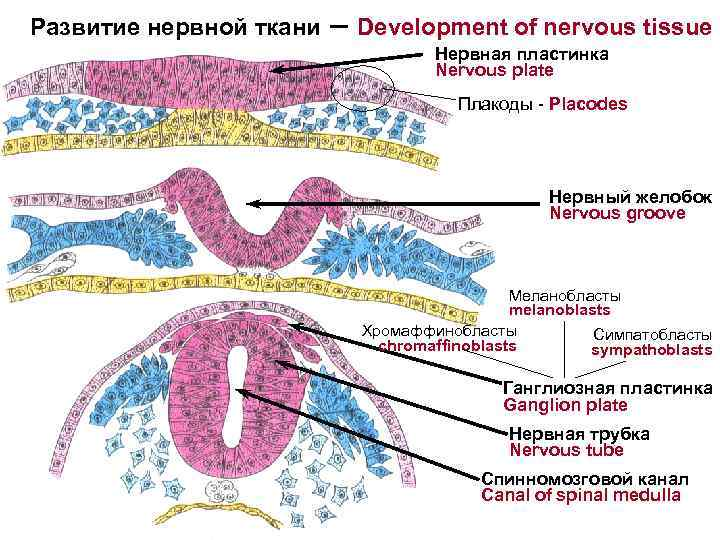 Развитие нервной ткани – Development of nervous tissue
Нервная пластинка
Nervous plate
Плакоды - Placodes
Нервный желобок
Nervous groove
Меланобласты
melanoblasts
Хромаффинобласты
chromaffinoblasts
Симпатобласты
sympathoblasts
Ганглиозная пластинка
Ganglion plate
Нервная трубка
Nervous tube
Спинномозговой канал
Canal of spinal medulla